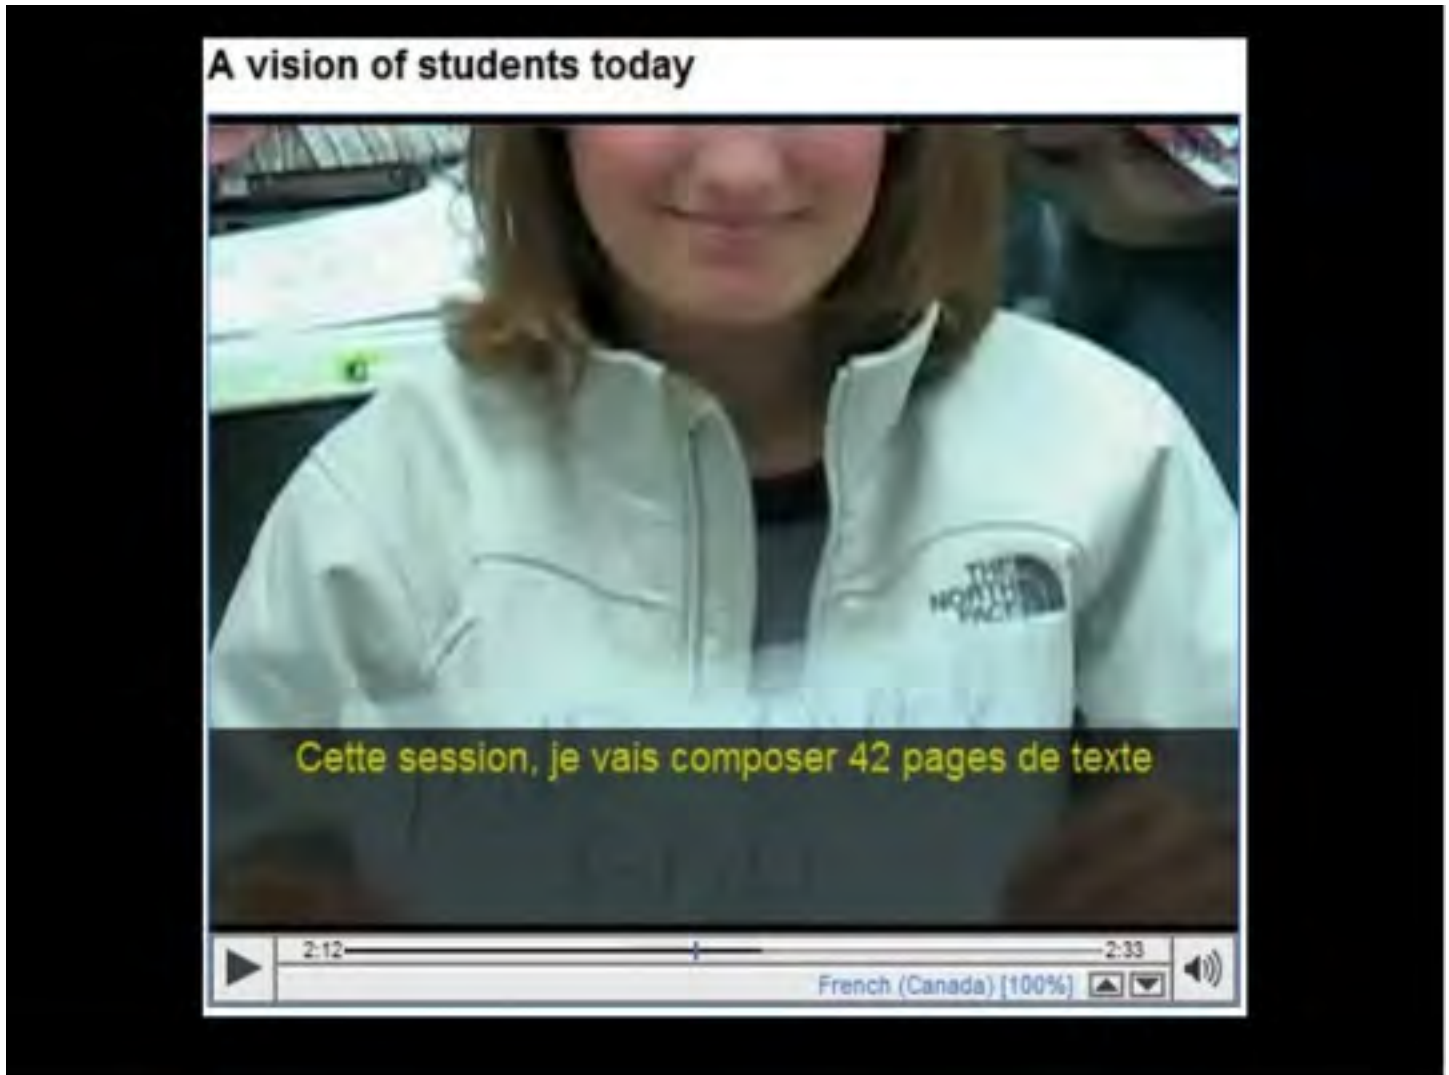 A vision of students today
THE
NORTH
FACE
Cette session, je vais composer 42 pages de texte
2:12
2:33
French (Canada) [100%]